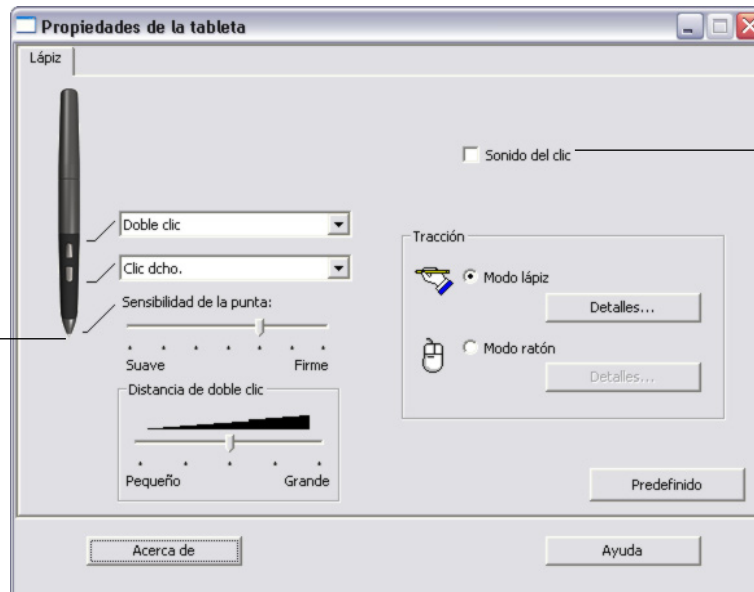 Propiedades de la tableta
Lápiz
Sonido del clic
Doble clic
Clic dcho.
Sensibilidad de la punta:
Suave Firme
Distancia de doble clic
Pequeño Grande
Tracción
Modo lápiz
Detalles...
Modo ratón
Detalles...
Predefinido
Acerca de
Ayuda